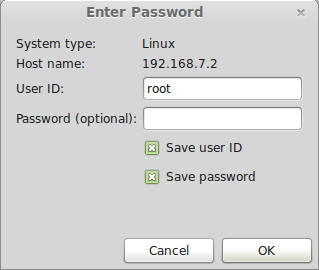 Enter Password
System type: Linux
Host name: 192.168.7.2
User ID: root
Password (optional):
Save user ID
Save password
Cancel OK